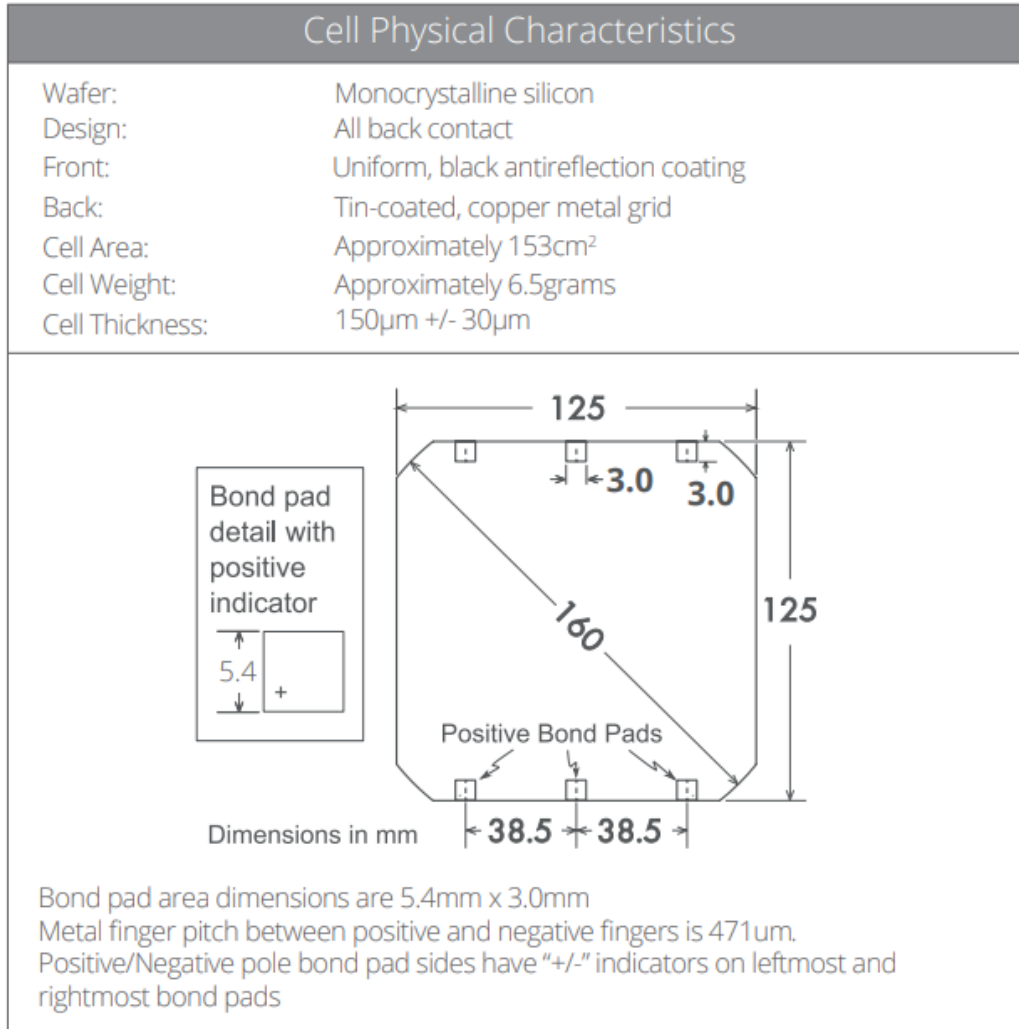 Cell Physical Characteristics
Wafer: Monocrystalline silicon
Design: All back contact
Front: Uniform, black antireflection coating
Back: Tin-coated, copper metal grid
Cell Area: Approximately 153cm²
Cell Weight: Approximately 6.5grams
Cell Thickness: 150µm +/- 30µm
125
3.0
3.0
Bond pad
detail with
positive
indicator
5.4
+
160
125
Positive Bond Pads
Dimensions in mm
38.5
38.5
Bond pad area dimensions are 5.4mm x 3.0mm
Metal finger pitch between positive and negative fingers is 471um.
Positive/Negative pole bond pad sides have “+/-” indicators on leftmost and
rightmost bond pads